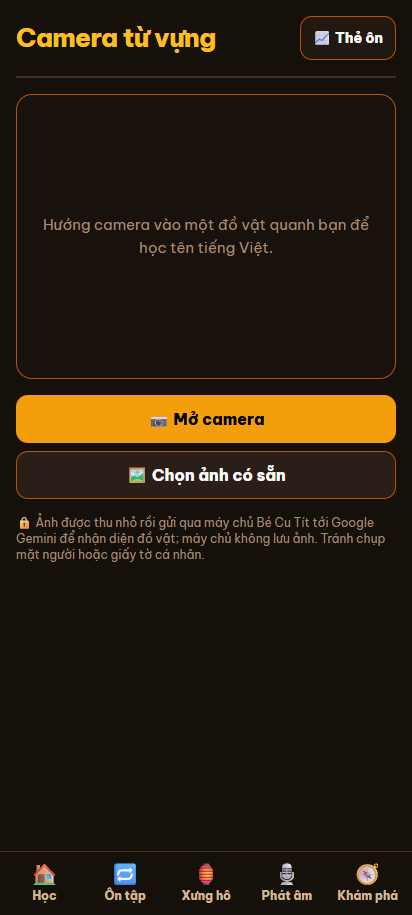 Camera từ vựng
Thẻ ôn
Hướng camera vào một đồ vật quanh bạn để
học tên tiếng Việt.
Mở camera
Chọn ảnh có sẵn
Ảnh được thu nhỏ rồi gửi qua máy chủ Bé Cu Tít tới Google
Gemini để nhận diện đồ vật; máy chủ không lưu ảnh. Tránh chụp
mặt người hoặc giấy tờ cá nhân.
Học
Ôn tập
Xưng hô
Phát âm
Khám phá